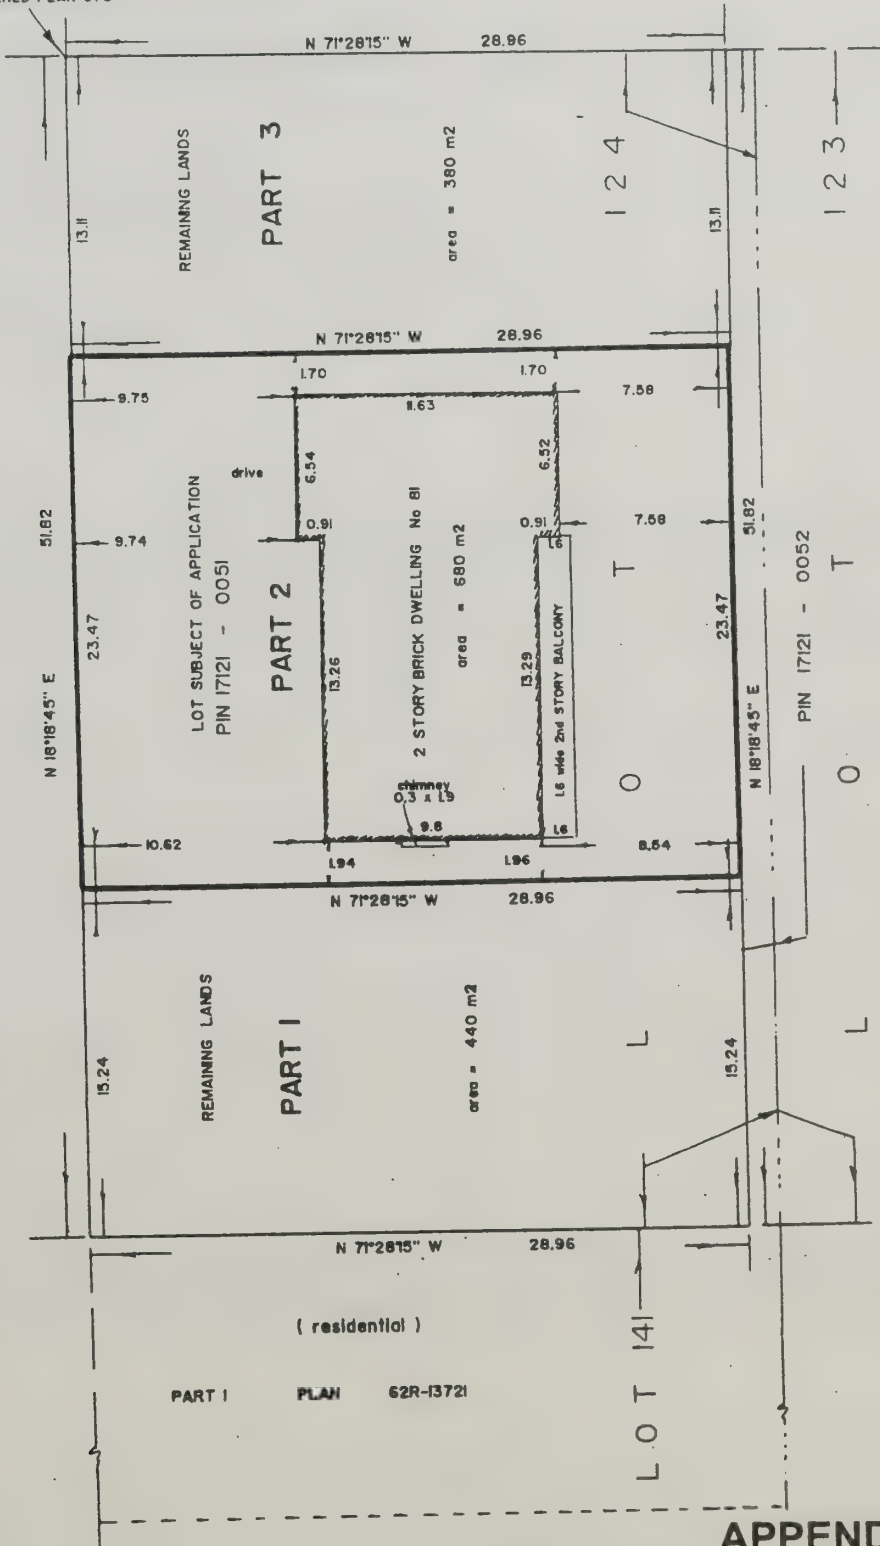 N 71°28'15" W 28.96
REMAINING LANDS
PART 3
area = 380 m2
13.11
13.11
124
123
N 71°28'15" W 28.96
1.70
1.70
9.75
11.63
7.58
drive
6.54
6.52
0.91
0.91
9.74
7.58
1.6
51.82
23.47
N 18°18'45" E
LOT SUBJECT OF APPLICATION
PIN 17121 - 0051
PART 2
13.26
2 STORY BRICK DWELLING No 81
area = 680 m2
13.29
1.6 wide 2nd STORY BALCONY
51.82
23.47
N 18°18'45" E
PIN 17121 - 0052
chimney
0.3 x 1.9
9.8
1.6
10.62
8.54
1.94
1.96
N 71°28'15" W 28.96
LOT
LOT
15.24
REMAINING LANDS
PART 1
area = 440 m2
15.24
N 71°28'15" W 28.96
( residential )
PART 1 PLAN 62R-13721
LOT 141
APPEND